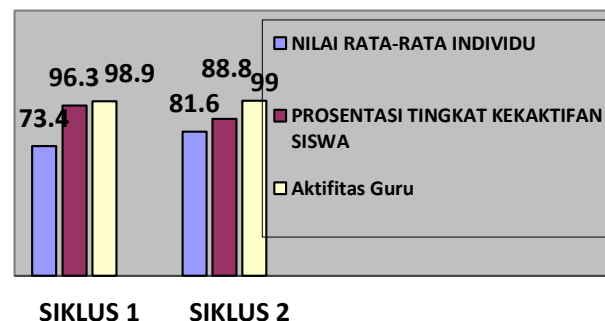 NILAI RATA-RATA INDIVIDU
PROSENTASI TINGKAT KEKAKTIFAN
SISWA
Aktifitas Guru
73.4
96.3
98.9
81.6
88.8
99
SIKLUS 1
SIKLUS 2